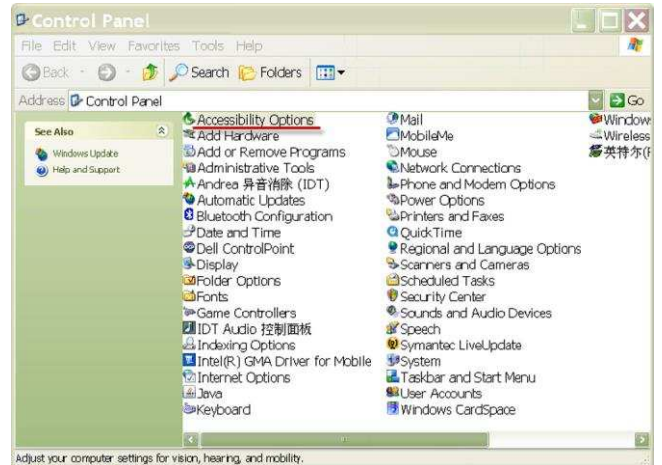 Control Panel
File Edit View Favorites Tools Help
Back Search Folders
Address Control Panel Go
See Also
Windows Update
Help and Support
Accessibility Options
Add Hardware
Add or Remove Programs
Administrative Tools
Andrea 异音消除 (IDT)
Automatic Updates
Bluetooth Configuration
Date and Time
Dell ControlPoint
Display
Folder Options
Fonts
Game Controllers
IDT Audio 控制面板
Indexing Options
Intel(R) GMA Driver for Mobile
Internet Options
Java
Keyboard
Mail
MobileMe
Mouse
Network Connections
Phone and Modem Options
Power Options
Printers and Faxes
QuickTime
Regional and Language Options
Scanners and Cameras
Scheduled Tasks
Security Center
Sounds and Audio Devices
Speech
Symantec LiveUpdate
System
Taskbar and Start Menu
User Accounts
Windows CardSpace
Window
Wireless
英特尔(
Adjust your computer settings for vision, hearing, and mobility.